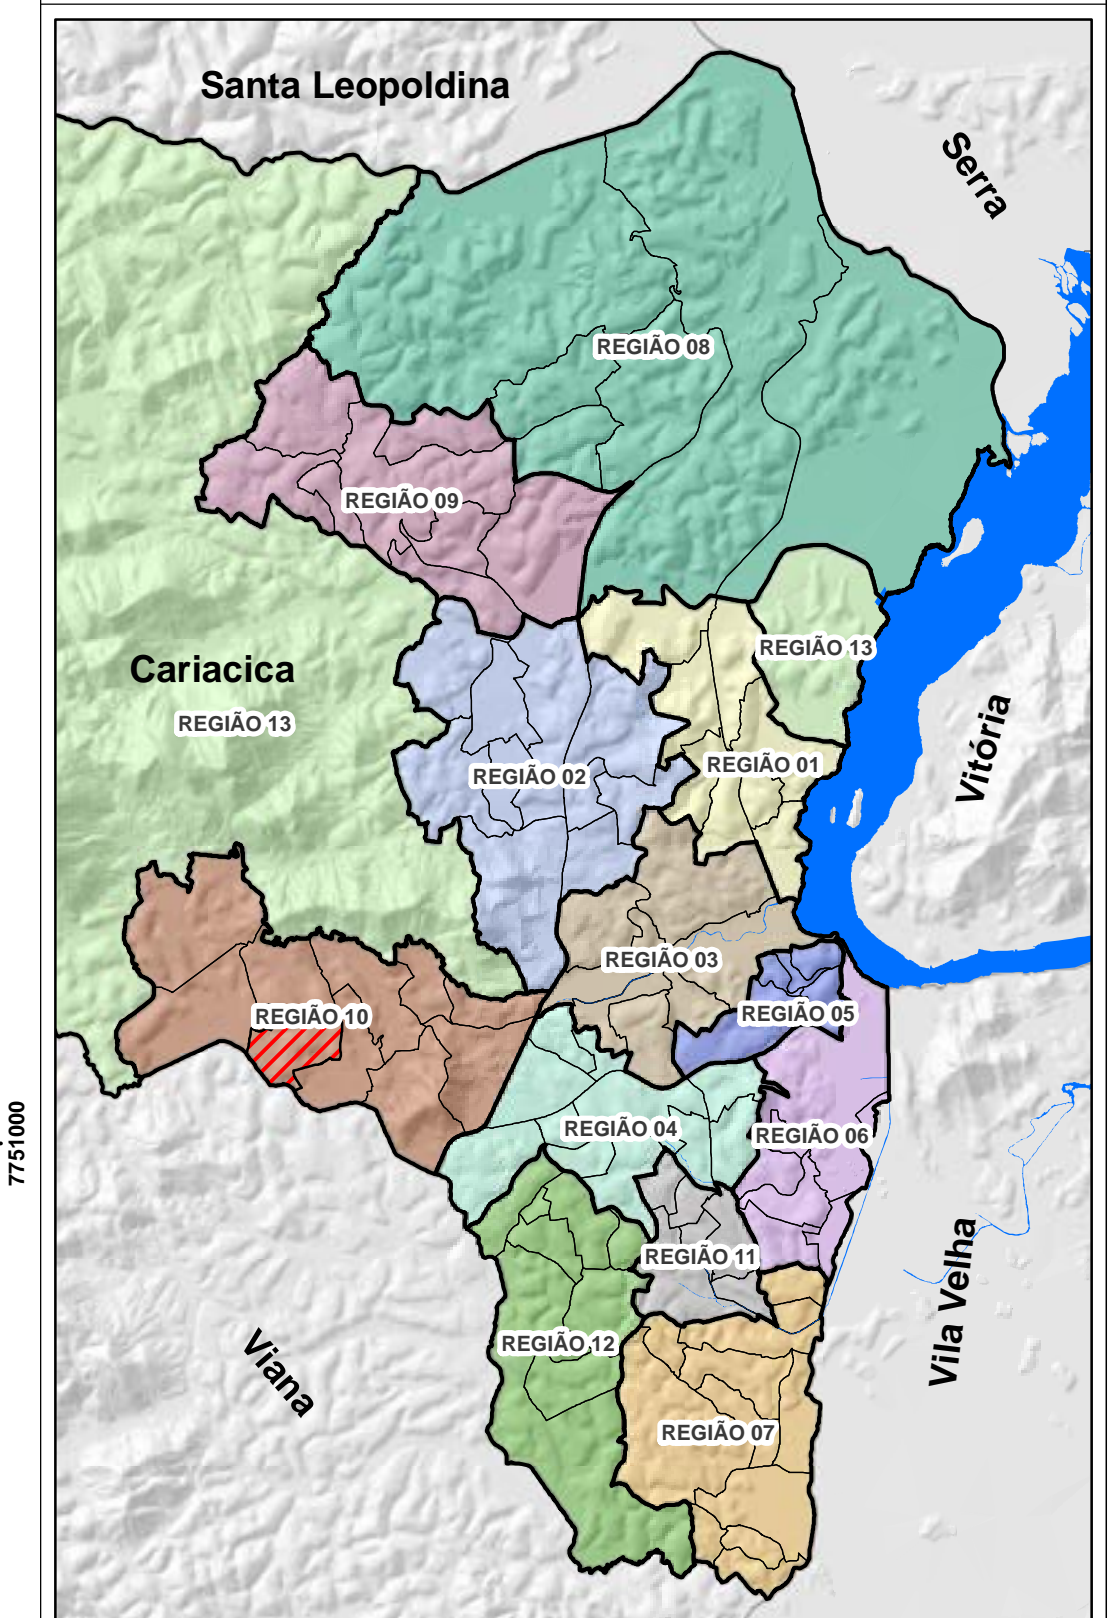 Santa Leopoldina
Serra
REGIÃO 08
REGIÃO 09
REGIÃO 13
Cariacica
REGIÃO 13
Vitória
REGIÃO 01
REGIÃO 02
REGIÃO 03
REGIÃO 05
REGIÃO 10
REGIÃO 04
REGIÃO 06
7751000
REGIÃO 11
Vila Velha
REGIÃO 12
Viana
REGIÃO 07